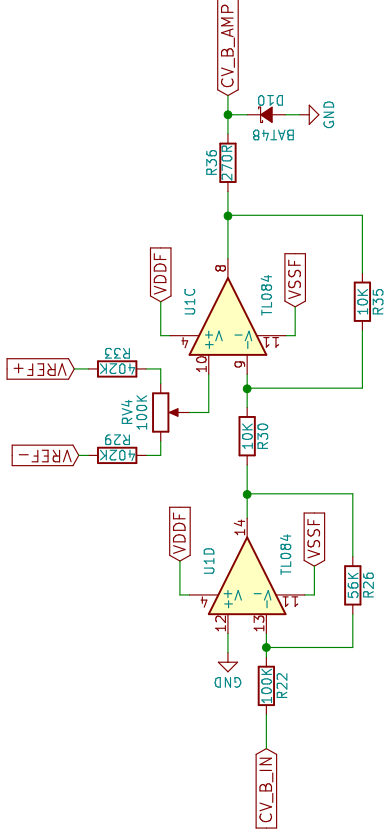 CV_B_IN
100K
R22
GND
12
13
+
-
V+
V-
4
11
14
U1D
TL084
VDDF
VSSF
56K
R26
10K
R30
VREF-
402K
R29
VREF+
402K
R33
RV4
100K
10
9
+
-
V+
V-
4
11
8
U1C
TL084
VDDF
VSSF
10K
R35
R36
270R
D10
BAT48
GND
CV_B_AMP